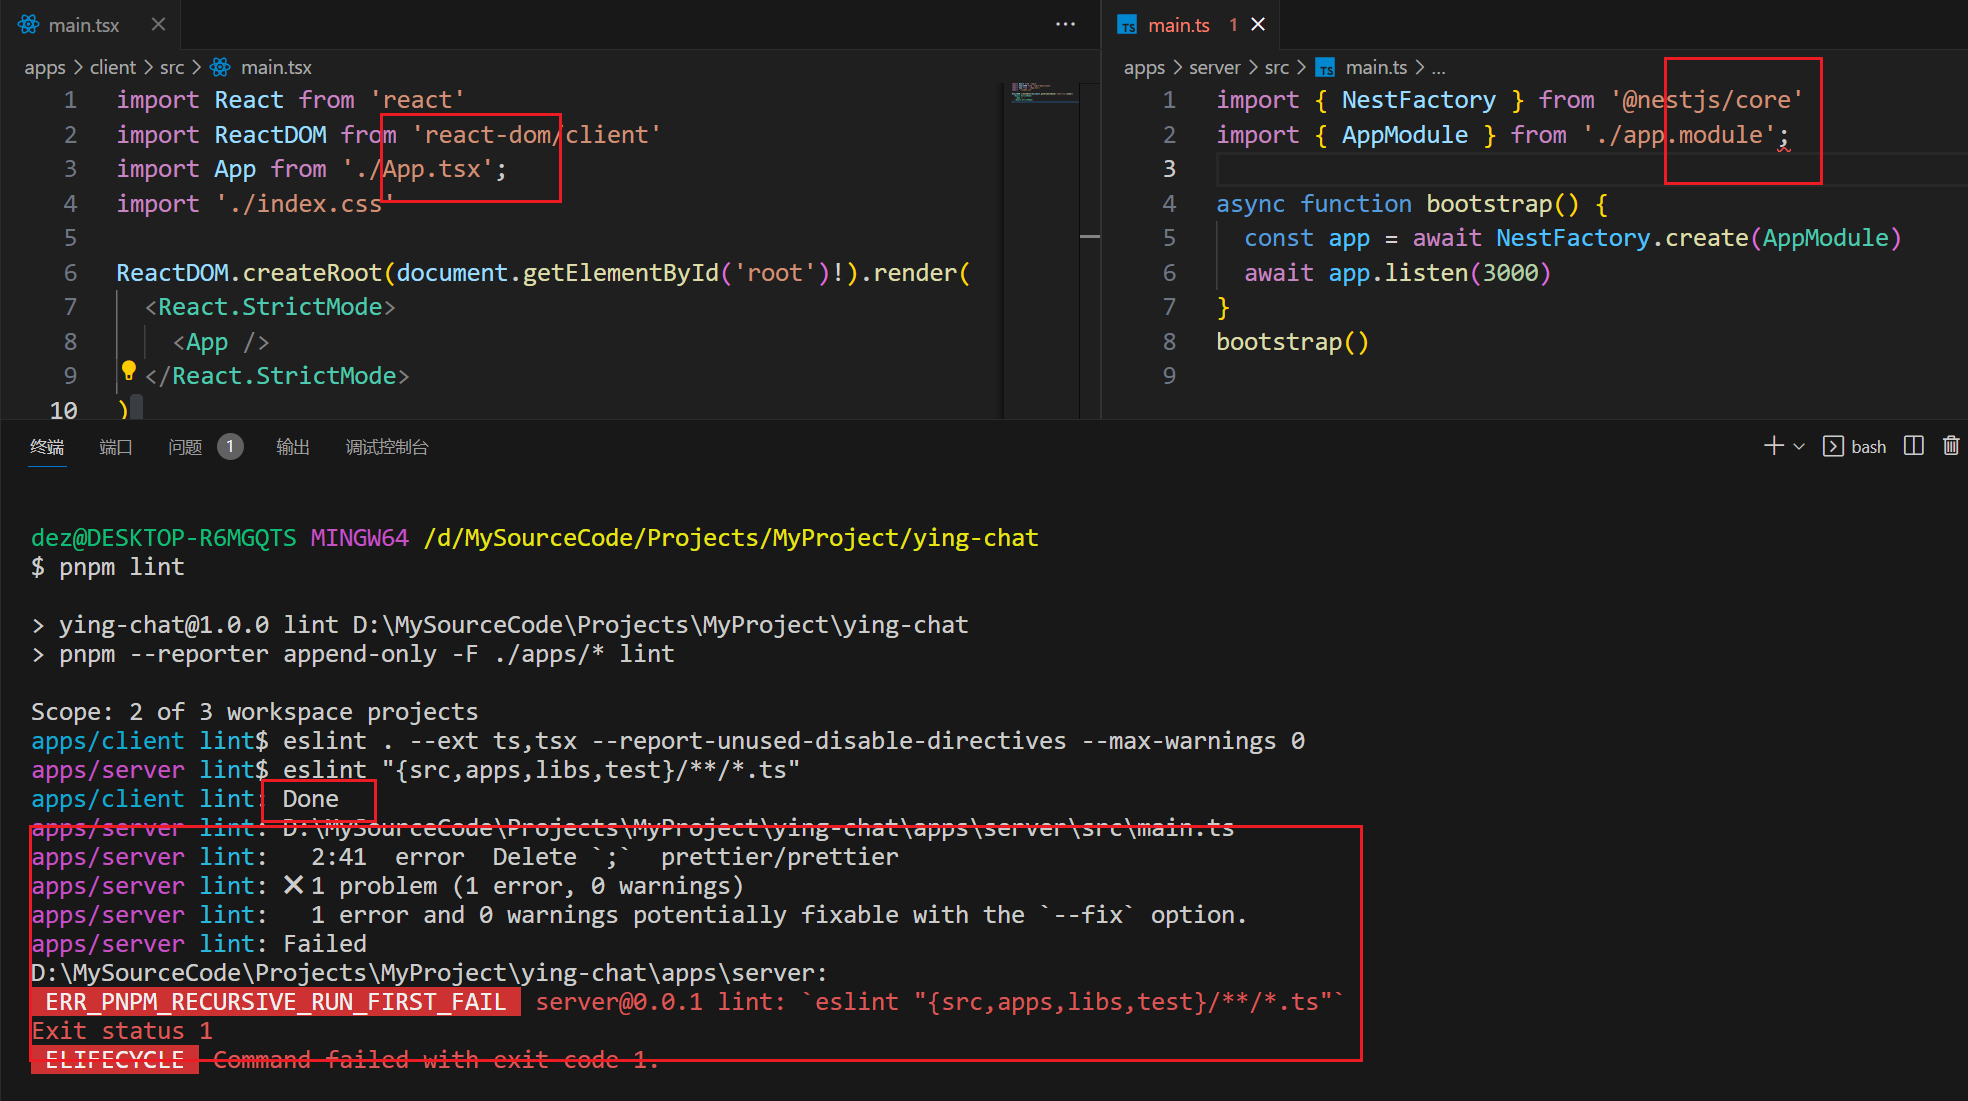 main.tsx
apps > client > src > main.tsx
1 import React from 'react'
2 import ReactDOM from 'react-dom/client'
3 import App from './App.tsx';
4 import './index.css'
5
6 ReactDOM.createRoot(document.getElementById('root')!).render(
7 <React.StrictMode>
8 <App />
9 </React.StrictMode>
10 )
main.ts 1
apps > server > src > main.ts > ...
1 import { NestFactory } from '@nestjs/core'
2 import { AppModule } from './app.module';
3
4 async function bootstrap() {
5 const app = await NestFactory.create(AppModule)
6 await app.listen(3000)
7 }
8 bootstrap()
9
终端 端口 问题 1 输出 调试控制台 bash
dez@DESKTOP-R6MGQTS MINGW64 /d/MySourceCode/Projects/MyProject/ying-chat
$ pnpm lint
> ying-chat@1.0.0 lint D:\MySourceCode\Projects\MyProject\ying-chat
> pnpm --reporter append-only -F ./apps/* lint
Scope: 2 of 3 workspace projects
apps/client lint$ eslint . --ext ts,tsx --report-unused-disable-directives --max-warnings 0
apps/server lint$ eslint "{src,apps,libs,test}/**/*.ts"
apps/client lint: Done
apps/server lint: D:\MySourceCode\Projects\MyProject\ying-chat\apps\server\src\main.ts
apps/server lint: 2:41 error Delete `;` prettier/prettier
apps/server lint: ✖ 1 problem (1 error, 0 warnings)
apps/server lint: 1 error and 0 warnings potentially fixable with the `--fix` option.
apps/server lint: Failed
D:\MySourceCode\Projects\MyProject\ying-chat\apps\server:
ERR_PNPM_RECURSIVE_RUN_FIRST_FAIL server@0.0.1 lint: `eslint "{src,apps,libs,test}/**/*.ts"`
Exit status 1
ELIFECYCLE Command failed with exit code 1.